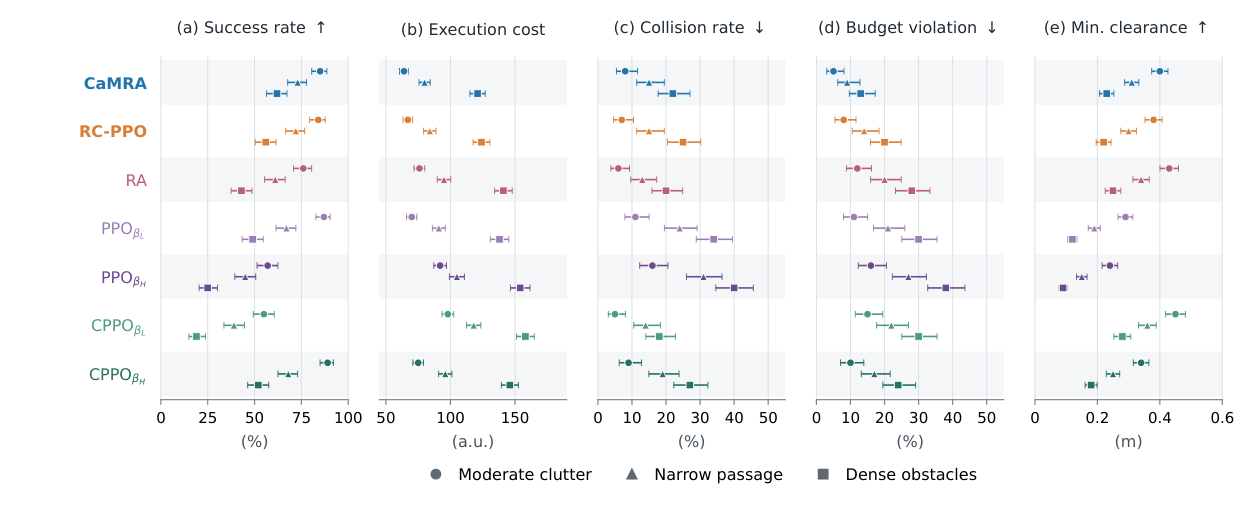 (a) Success rate ↑
(b) Execution cost
(c) Collision rate ↓
(d) Budget violation ↓
(e) Min. clearance ↑
CaMRA
RC-PPO
RA
PPOβL
PPOβH
CPPOβL
CPPOβH
0 25 50 75 100
50 100 150
0 10 20 30 40 50
0 10 20 30 40 50
0 0.2 0.4 0.6
(%)
(a.u.)
(%)
(%)
(m)
Moderate clutter
Narrow passage
Dense obstacles